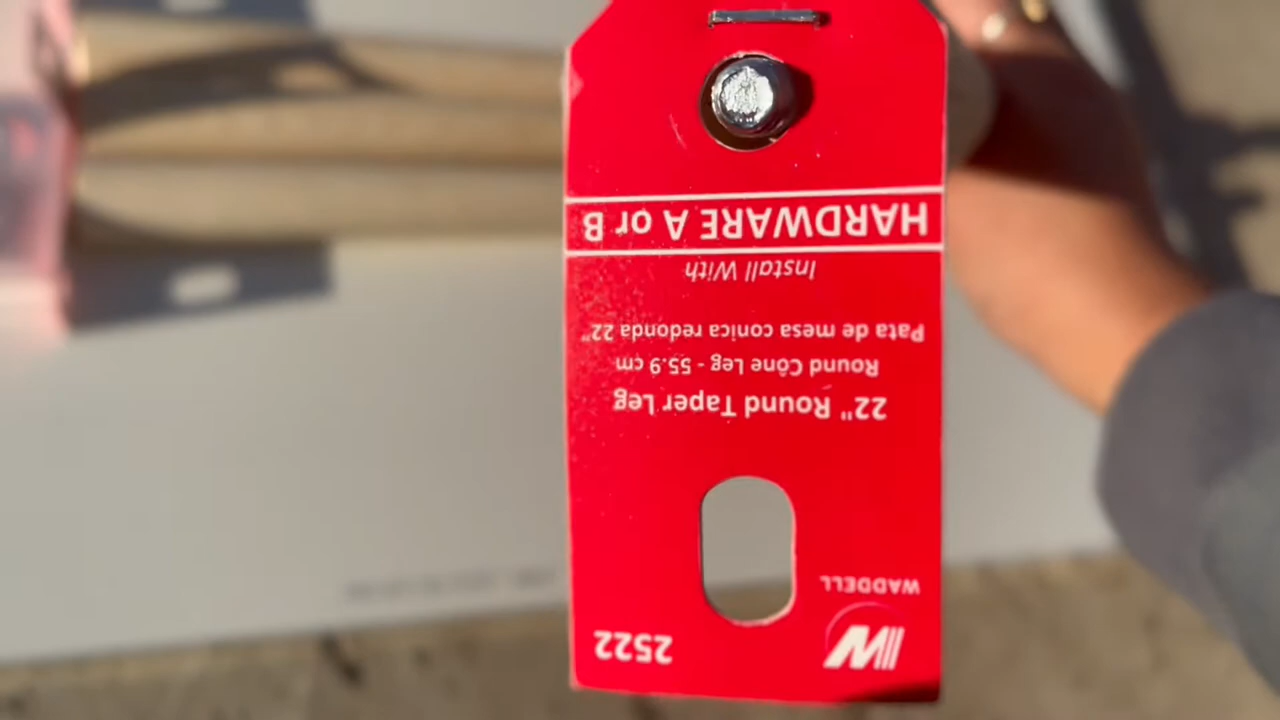 2522
WADDELL
22" Round Taper Leg
Round Cône Leg - 55.9 cm
Pata de mesa conica redonda 22"
Install With
HARDWARE A or B